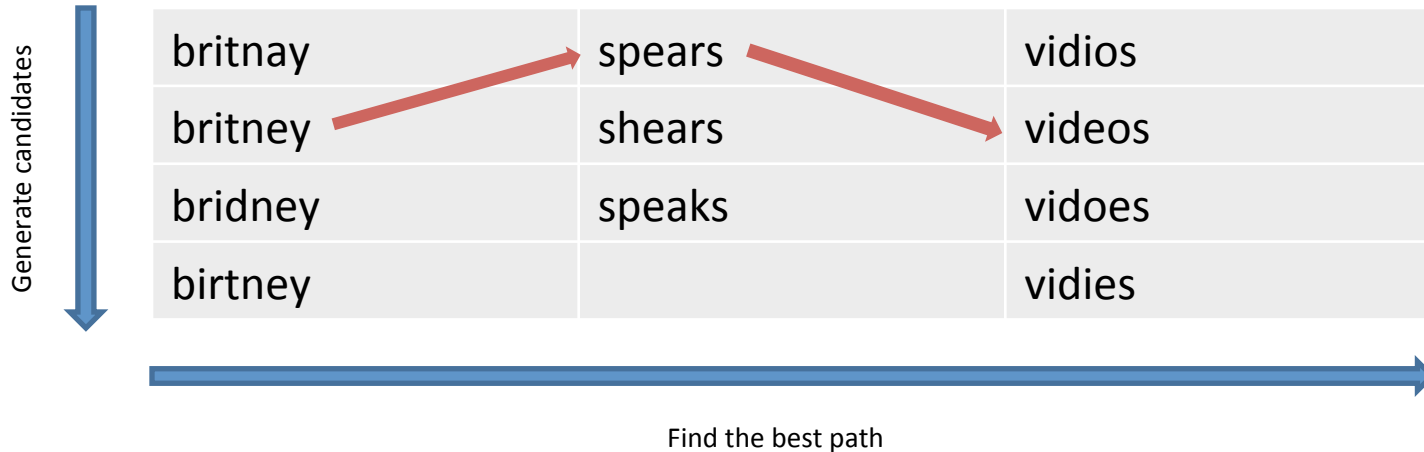 Generate candidates
britnay spears vidios
britney shears videos
bridney speaks vidoes
birtney vidies
Find the best path